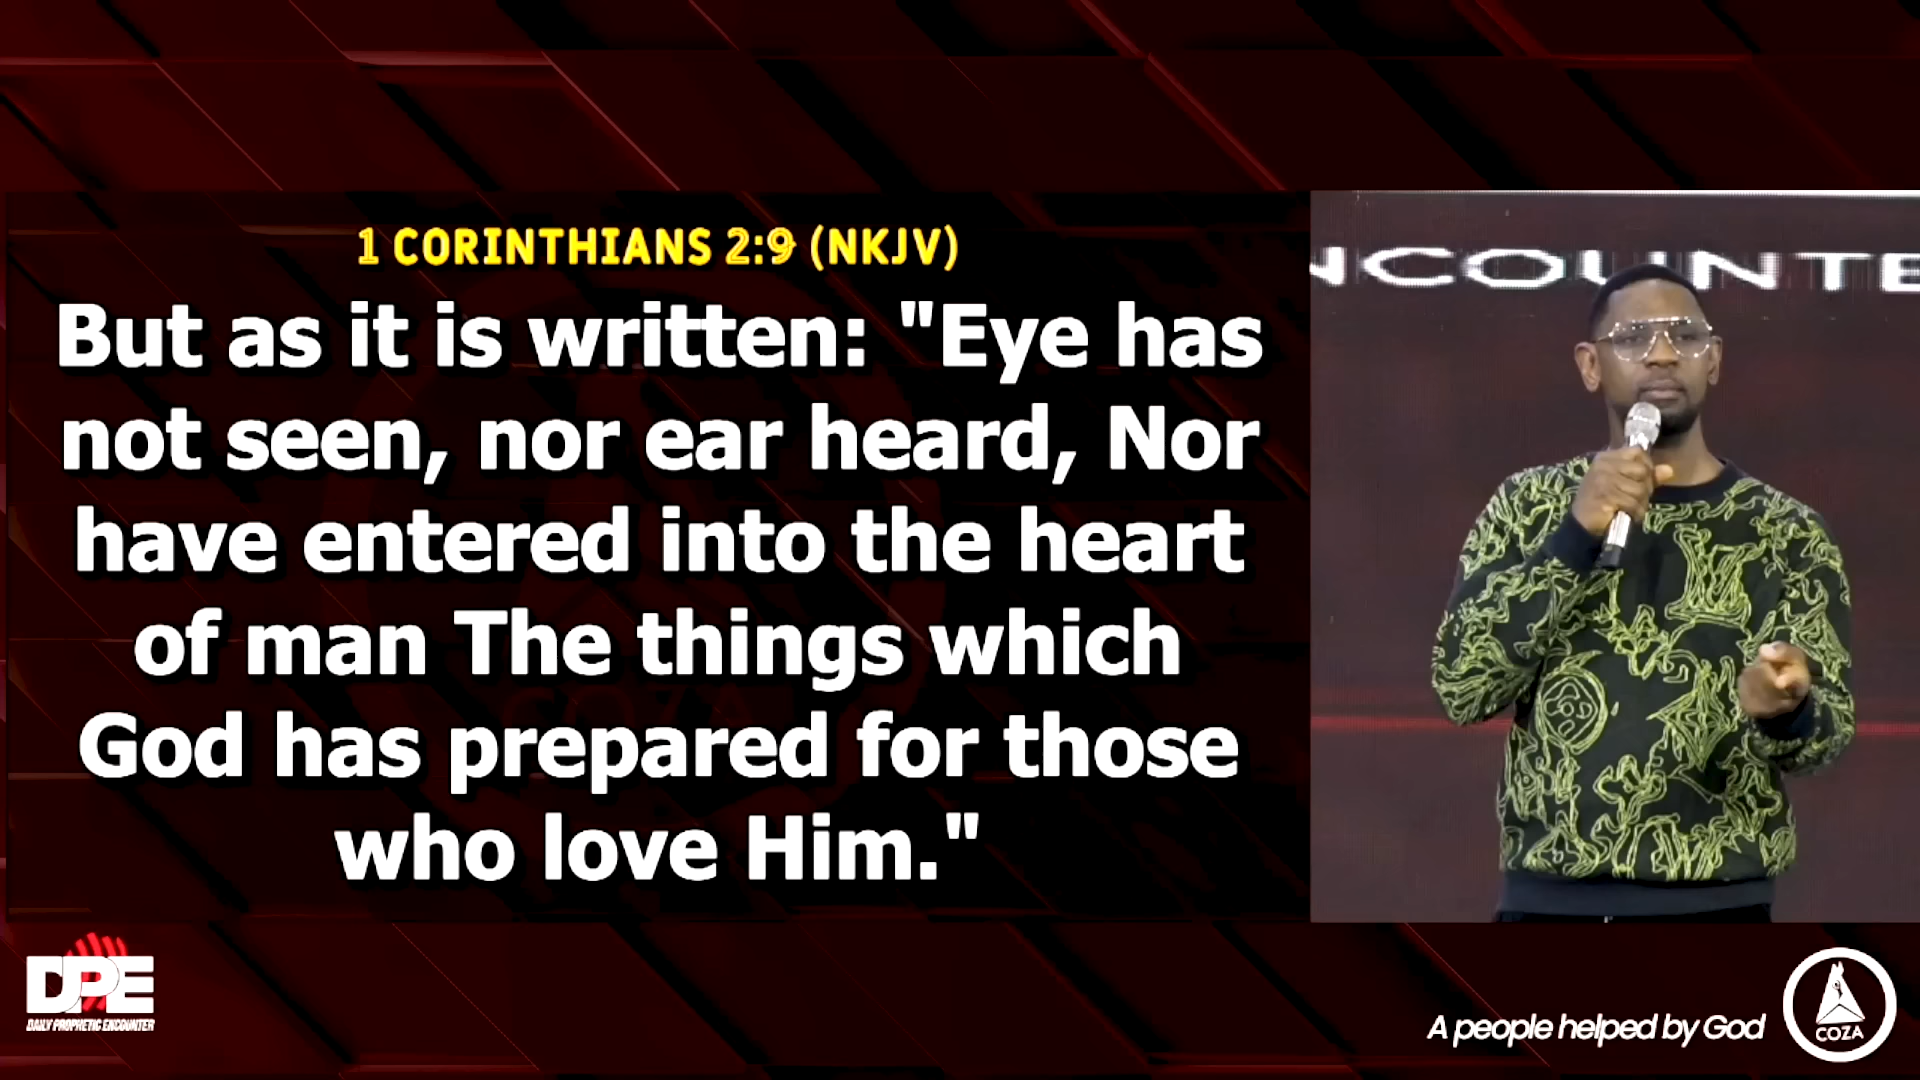 NCOUNTE
1 CORINTHIANS 2:9 (NKJV)
But as it is written: "Eye has
not seen, nor ear heard, Nor
have entered into the heart
of man The things which
God has prepared for those
who love Him."
DPE
DAILY PROPHETIC ENCOUNTER
A people helped by God
COZA